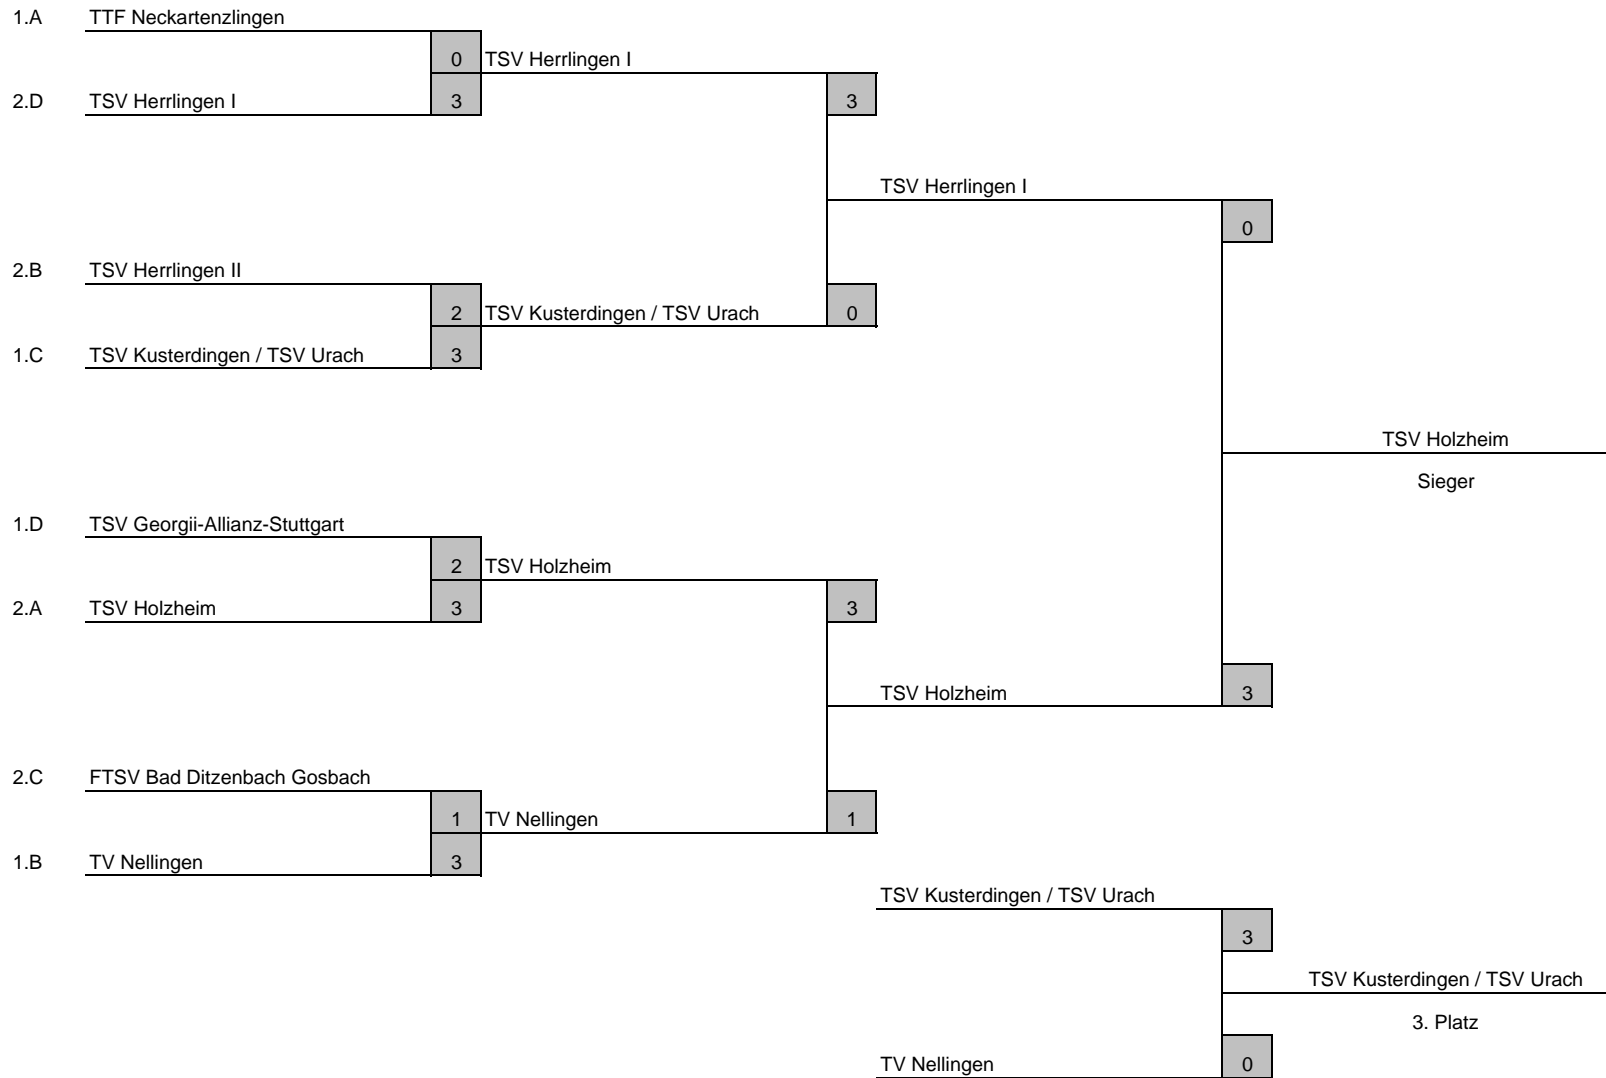 1.A TTF Neckartenzlingen
0 TSV Herrlingen I
2.D TSV Herrlingen I 3 3
TSV Herrlingen I
0
2.B TSV Herrlingen II
2 TSV Kusterdingen / TSV Urach 0
1.C TSV Kusterdingen / TSV Urach 3
TSV Holzheim
Sieger
1.D TSV Georgii-Allianz-Stuttgart
2 TSV Holzheim
2.A TSV Holzheim 3 3
TSV Holzheim 3
2.C FTSV Bad Ditzenbach Gosbach
1 TV Nellingen 1
1.B TV Nellingen 3
TSV Kusterdingen / TSV Urach
3
TSV Kusterdingen / TSV Urach
3. Platz
TV Nellingen 0